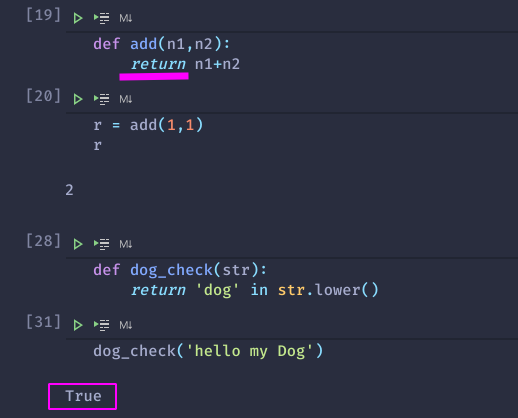 [19] M↓
def add(n1,n2):
    return n1+n2
[20] M↓
r = add(1,1)
r
2
[28] M↓
def dog_check(str):
    return 'dog' in str.lower()
[31] M↓
dog_check('hello my Dog')
True